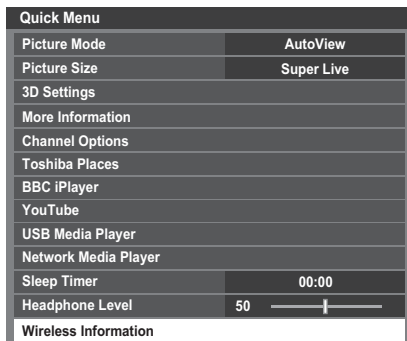 Quick Menu
Picture Mode AutoView
Picture Size Super Live
3D Settings
More Information
Channel Options
Toshiba Places
BBC iPlayer
YouTube
USB Media Player
Network Media Player
Sleep Timer 00:00
Headphone Level 50
Wireless Information